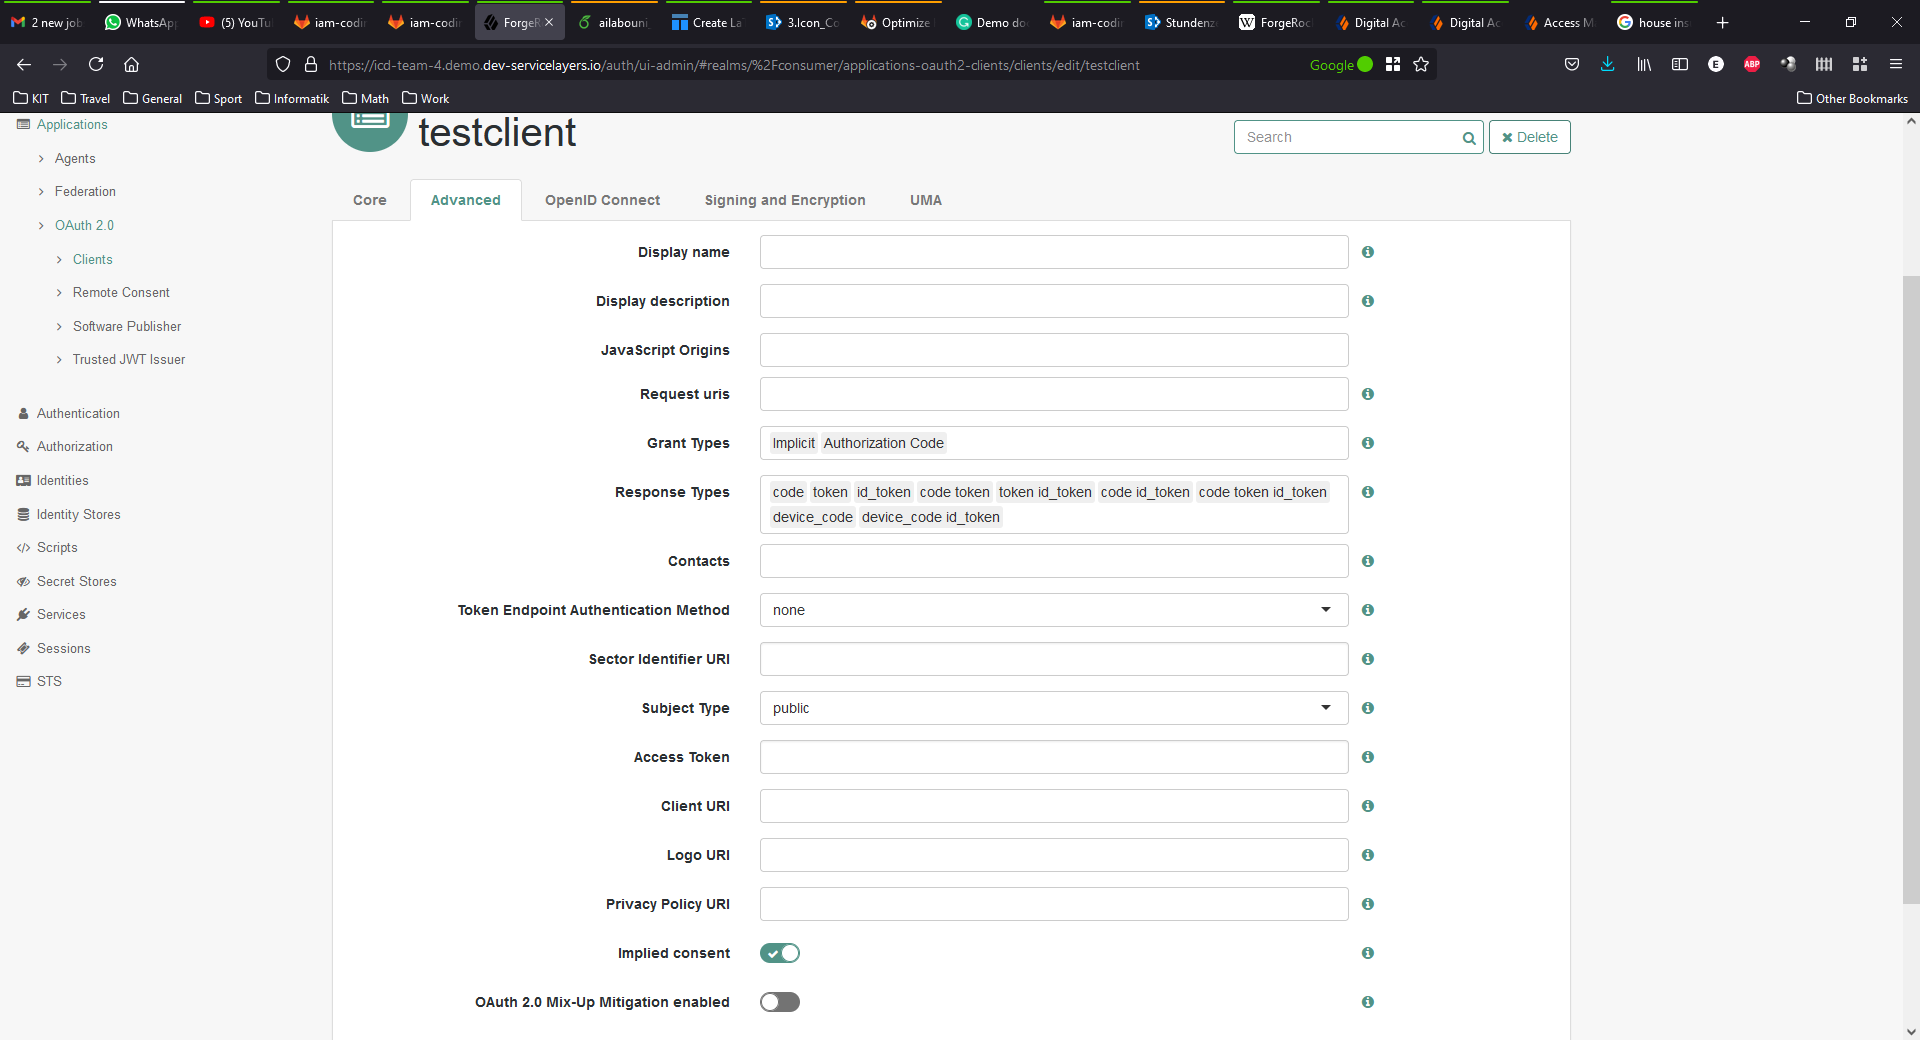 2 new job
WhatsApp
(5) YouTu
iam-codin
iam-codin
ForgeR
ailabouni
Create La
3.Icon_Co
Optimize
Demo do
iam-codin
Stundenz
ForgeRoc
Digital Ac
Digital Ac
Access M
house ins
https://icd-team-4.demo.dev-servicelayers.io/auth/ui-admin/#realms/%2Fconsumer/applications-oauth2-clients/clients/edit/testclient
Google
E
ABP
KIT Travel General Sport Informatik Math Work Other Bookmarks
Applications
Agents
Federation
OAuth 2.0
Clients
Remote Consent
Software Publisher
Trusted JWT Issuer
Authentication
Authorization
Identities
Identity Stores
Scripts
Secret Stores
Services
Sessions
STS
testclient
Search
Delete
Core Advanced OpenID Connect Signing and Encryption UMA
Display name
Display description
JavaScript Origins
Request uris
Grant Types Implicit Authorization Code
Response Types code token id_token code token token id_token code id_token code token id_token
device_code device_code id_token
Contacts
Token Endpoint Authentication Method none
Sector Identifier URI
Subject Type public
Access Token
Client URI
Logo URI
Privacy Policy URI
Implied consent
OAuth 2.0 Mix-Up Mitigation enabled